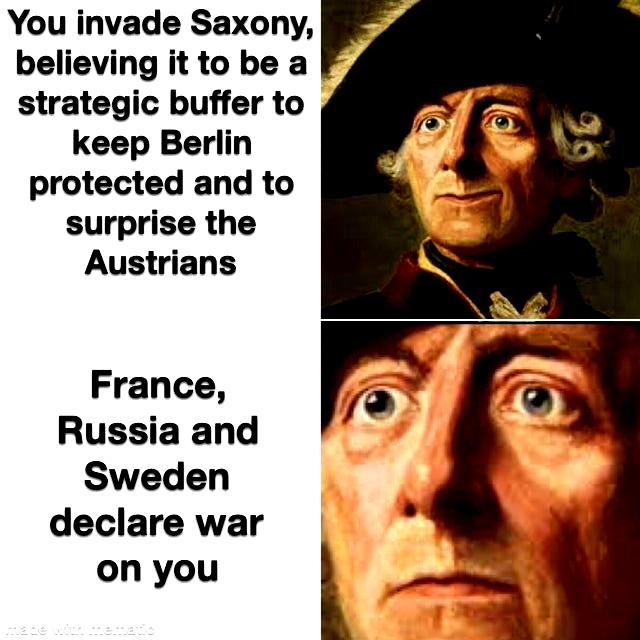 You invade Saxony,
believing it to be a
strategic buffer to
keep Berlin
protected and to
surprise the
Austrians
France,
Russia and
Sweden
declare war
on you
made with mematic